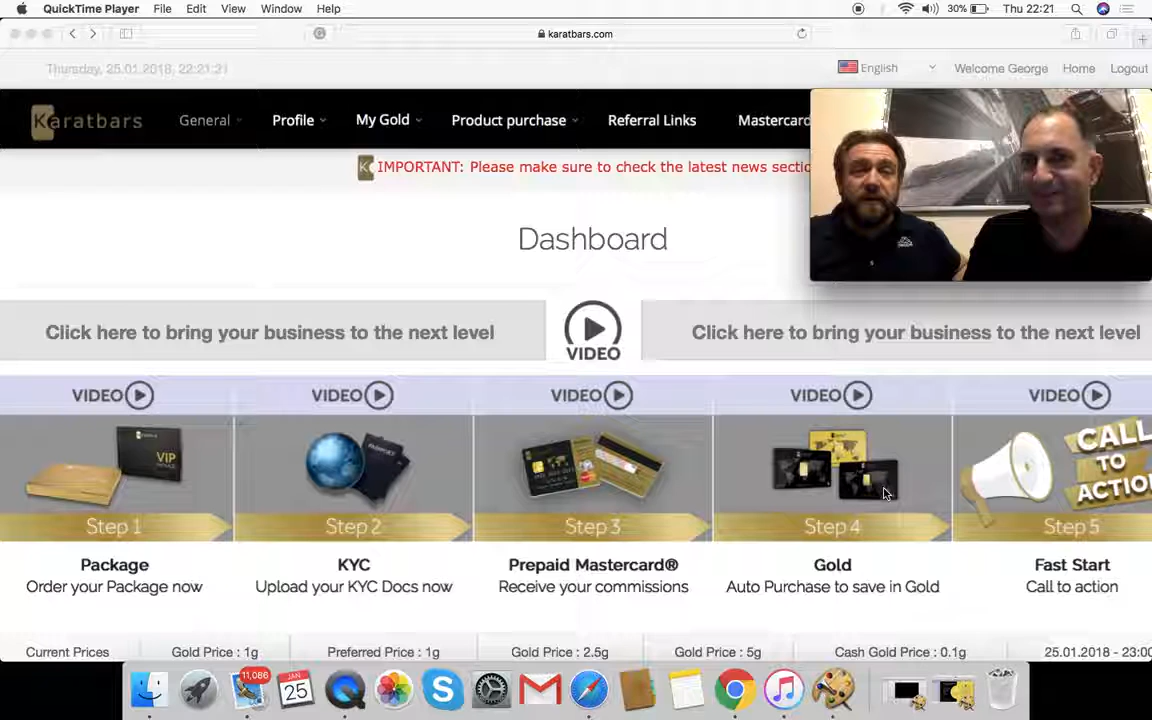 QuickTime Player File Edit View Window Help 30% Thu 22:21
karatbars.com
Thursday, 25.01.2018, 22:21:21 English Welcome George Home Logout
Karatbars General Profile My Gold Product purchase Referral Links Mastercard
IMPORTANT: Please make sure to check the latest news sectio
Dashboard
Click here to bring your business to the next level VIDEO Click here to bring your business to the next level
VIDEO VIDEO VIDEO VIDEO VIDEO
VIP
PASSPORT
CALL
TO
ACTION
Step 1 Step 2 Step 3 Step 4 Step 5
Package KYC Prepaid Mastercard® Gold Fast Start
Order your Package now Upload your KYC Docs now Receive your commissions Auto Purchase to save in Gold Call to action
Current Prices Gold Price : 1g Preferred Price : 1g Gold Price : 2.5g Gold Price : 5g Cash Gold Price : 0.1g 25.01.2018 - 23:00
11,086
JAN
25